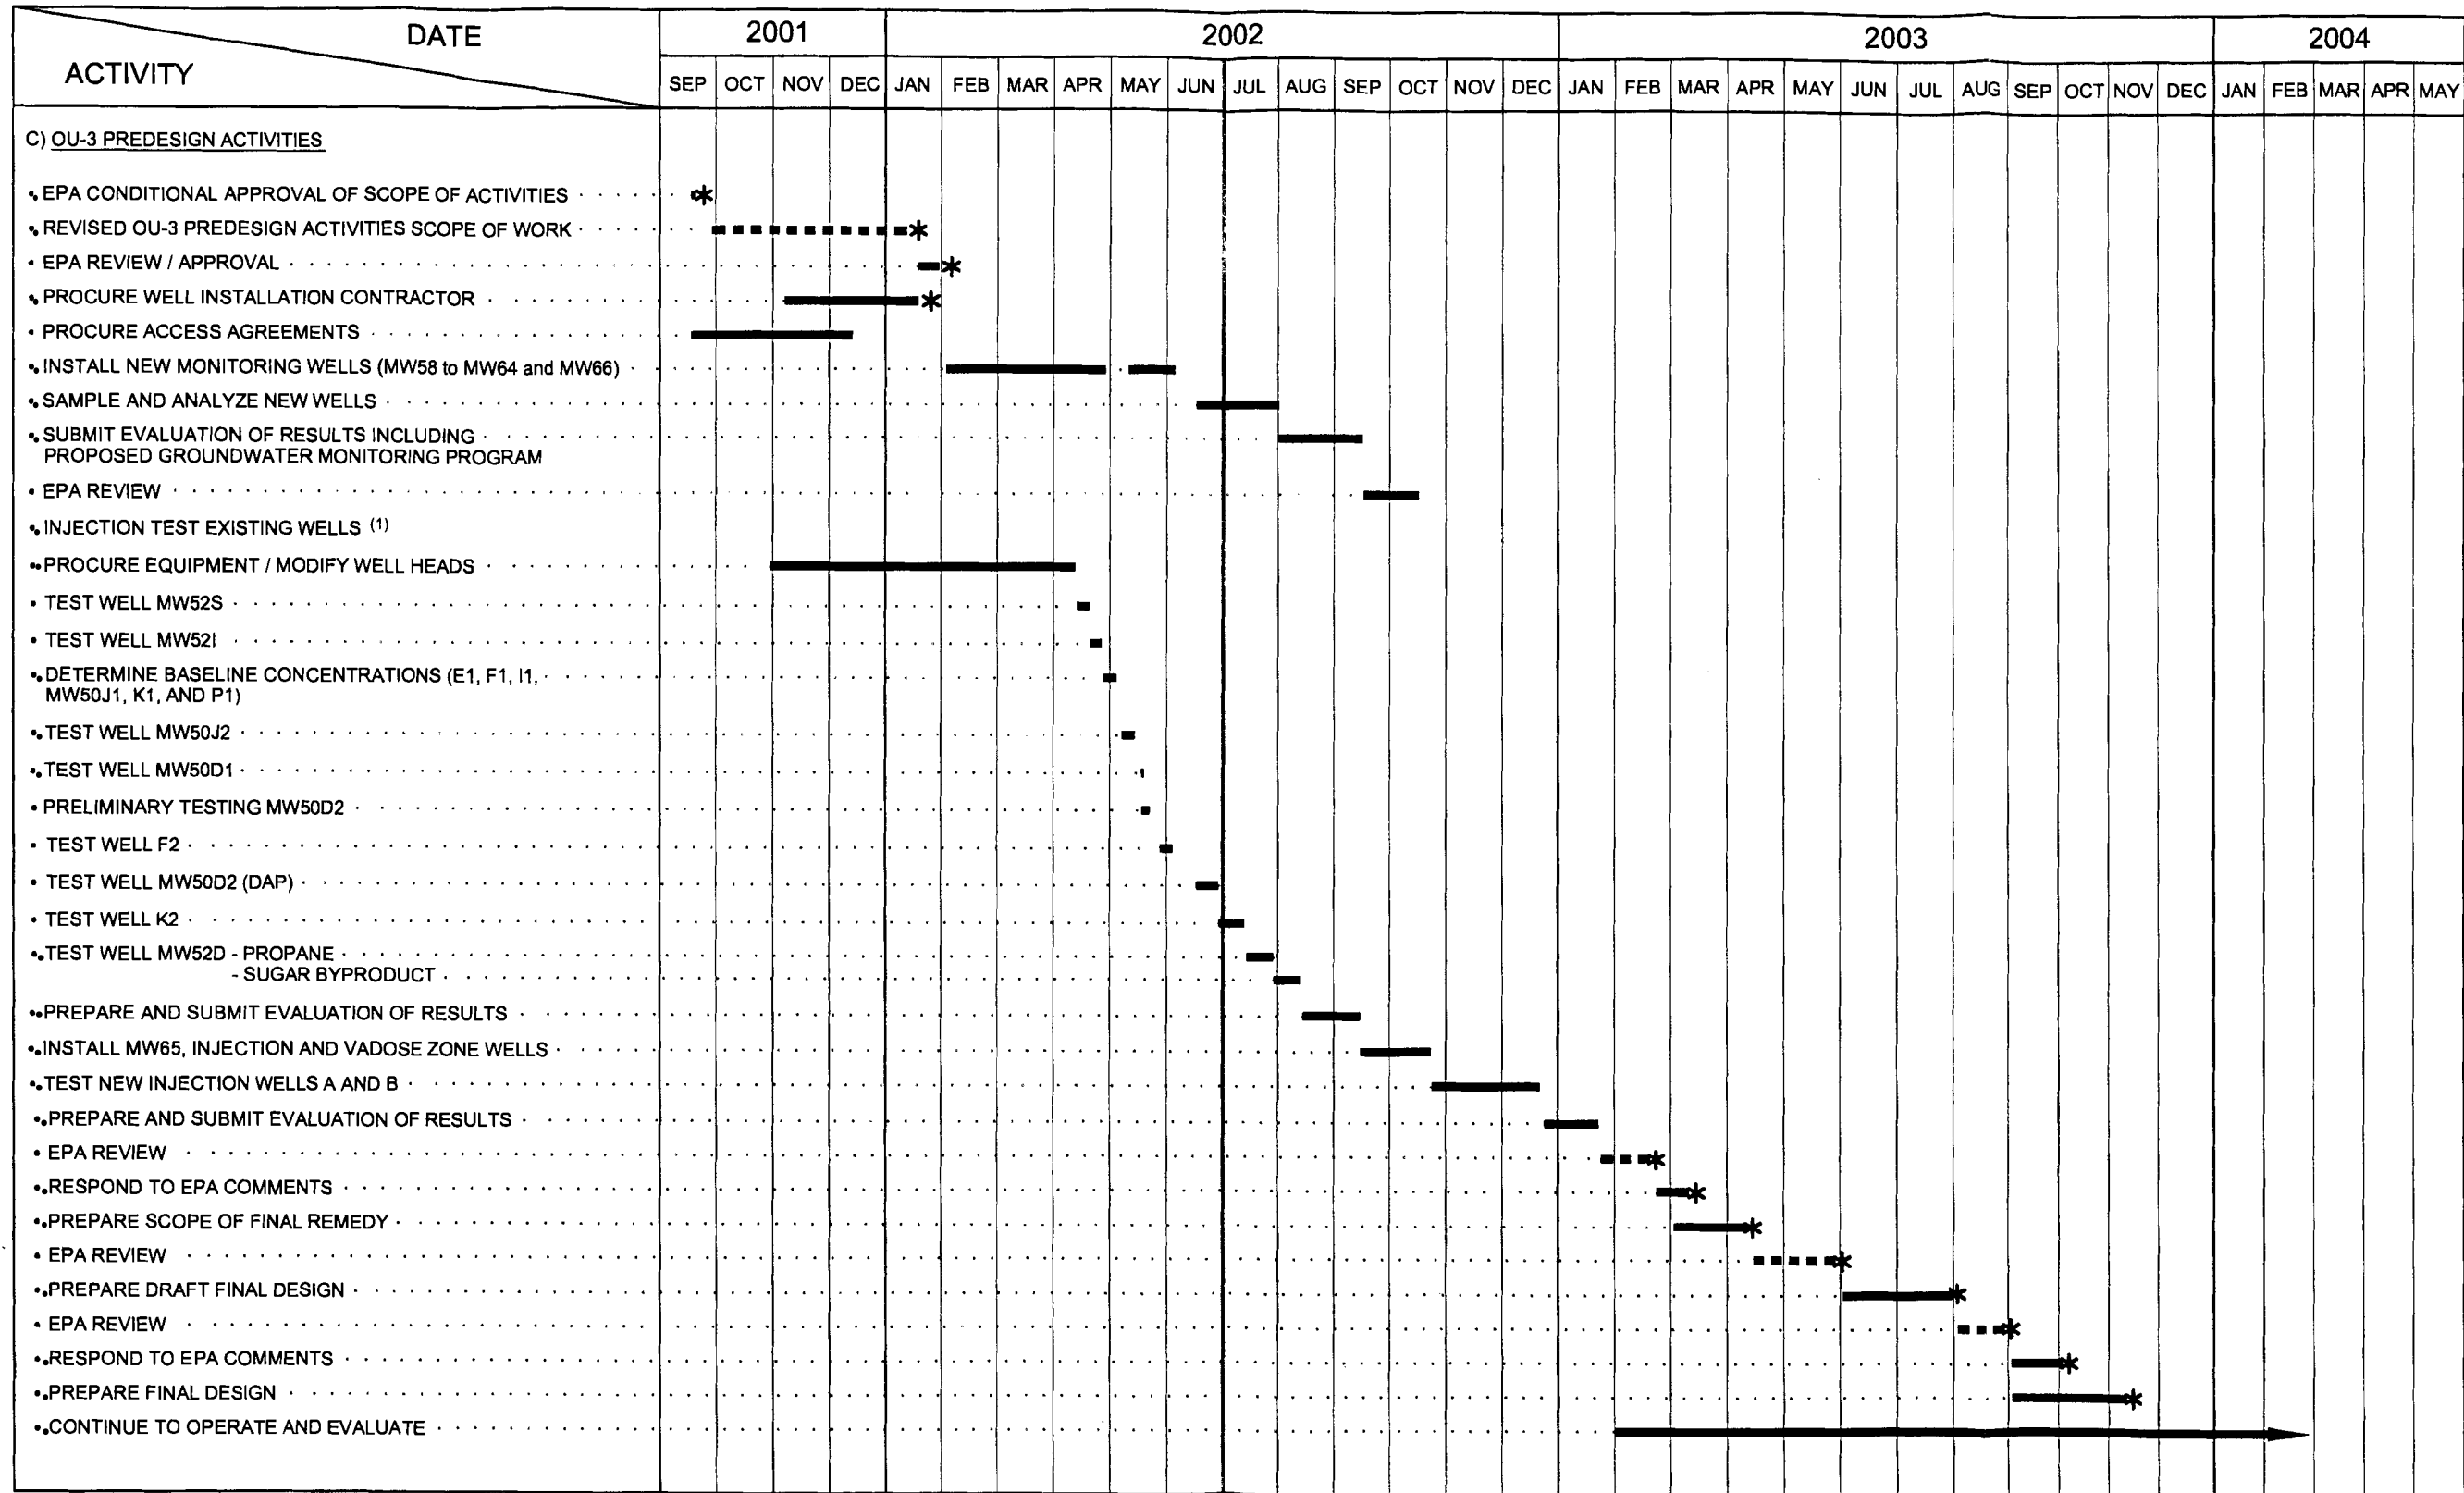 DATE
ACTIVITY
2001 2002 2003 2004
SEP OCT NOV DEC JAN FEB MAR APR MAY JUN JUL AUG SEP OCT NOV DEC JAN FEB MAR APR MAY JUN JUL AUG SEP OCT NOV DEC JAN FEB MAR APR MAY
C) OU-3 PREDESIGN ACTIVITIES
• EPA CONDITIONAL APPROVAL OF SCOPE OF ACTIVITIES
• REVISED OU-3 PREDESIGN ACTIVITIES SCOPE OF WORK
• EPA REVIEW / APPROVAL
• PROCURE WELL INSTALLATION CONTRACTOR
• PROCURE ACCESS AGREEMENTS
• INSTALL NEW MONITORING WELLS (MW58 to MW64 and MW66)
• SAMPLE AND ANALYZE NEW WELLS
• SUBMIT EVALUATION OF RESULTS INCLUDING
PROPOSED GROUNDWATER MONITORING PROGRAM
• EPA REVIEW
• INJECTION TEST EXISTING WELLS (1)
• PROCURE EQUIPMENT / MODIFY WELL HEADS
• TEST WELL MW52S
• TEST WELL MW52I
• DETERMINE BASELINE CONCENTRATIONS (E1, F1, I1,
MW50J1, K1, AND P1)
• TEST WELL MW50J2
• TEST WELL MW50D1
• PRELIMINARY TESTING MW50D2
• TEST WELL F2
• TEST WELL MW50D2 (DAP)
• TEST WELL K2
• TEST WELL MW52D - PROPANE
- SUGAR BYPRODUCT
• PREPARE AND SUBMIT EVALUATION OF RESULTS
• INSTALL MW65, INJECTION AND VADOSE ZONE WELLS
• TEST NEW INJECTION WELLS A AND B
• PREPARE AND SUBMIT EVALUATION OF RESULTS
• EPA REVIEW
• RESPOND TO EPA COMMENTS
• PREPARE SCOPE OF FINAL REMEDY
• EPA REVIEW
• PREPARE DRAFT FINAL DESIGN
• EPA REVIEW
• RESPOND TO EPA COMMENTS
• PREPARE FINAL DESIGN
• CONTINUE TO OPERATE AND EVALUATE